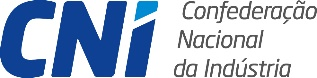 CNI
Confederação
Nacional
da Indústria